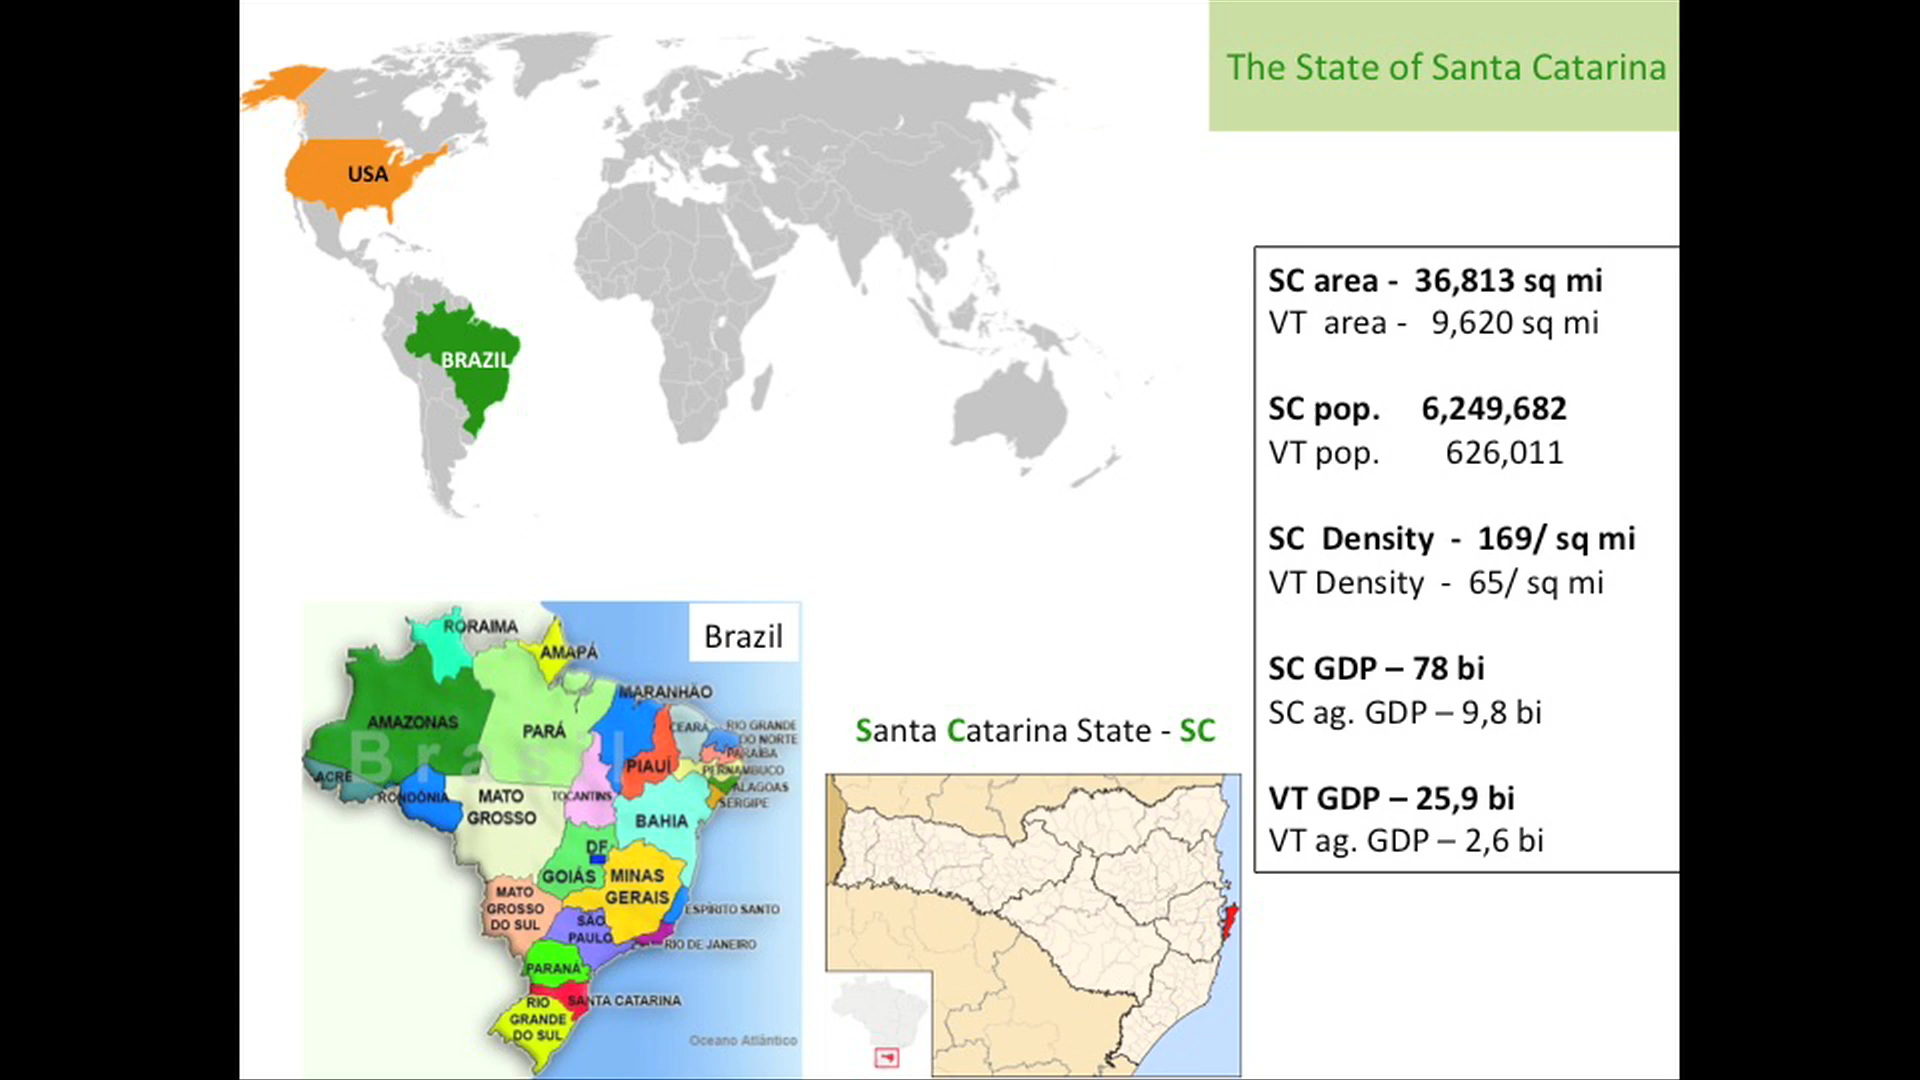 The State of Santa Catarina
USA
BRAZIL
SC area - 36,813 sq mi
VT area - 9,620 sq mi
SC pop. 6,249,682
VT pop. 626,011
SC Density - 169/ sq mi
VT Density - 65/ sq mi
SC GDP – 78 bi
SC ag. GDP – 9,8 bi
VT GDP – 25,9 bi
VT ag. GDP – 2,6 bi
Brazil
RORAIMA
AMAPÁ
AMAZONAS
PARÁ
MARANHÃO
CEARÁ
RIO GRANDE
DO NORTE
PARAÍBA
PERNAMBUCO
ALAGOAS
SERGIPE
PIAUÍ
Brasil
ACRE
RONDÔNIA
MATO
GROSSO
TOCANTINS
BAHIA
DF
GOIÁS
MINAS
GERAIS
MATO
GROSSO
DO SUL
ESPÍRITO SANTO
SÃO
PAULO
RIO DE JANEIRO
PARANÁ
SANTA CATARINA
RIO
GRANDE
DO SUL
Oceano Atlântico
Santa Catarina State - SC